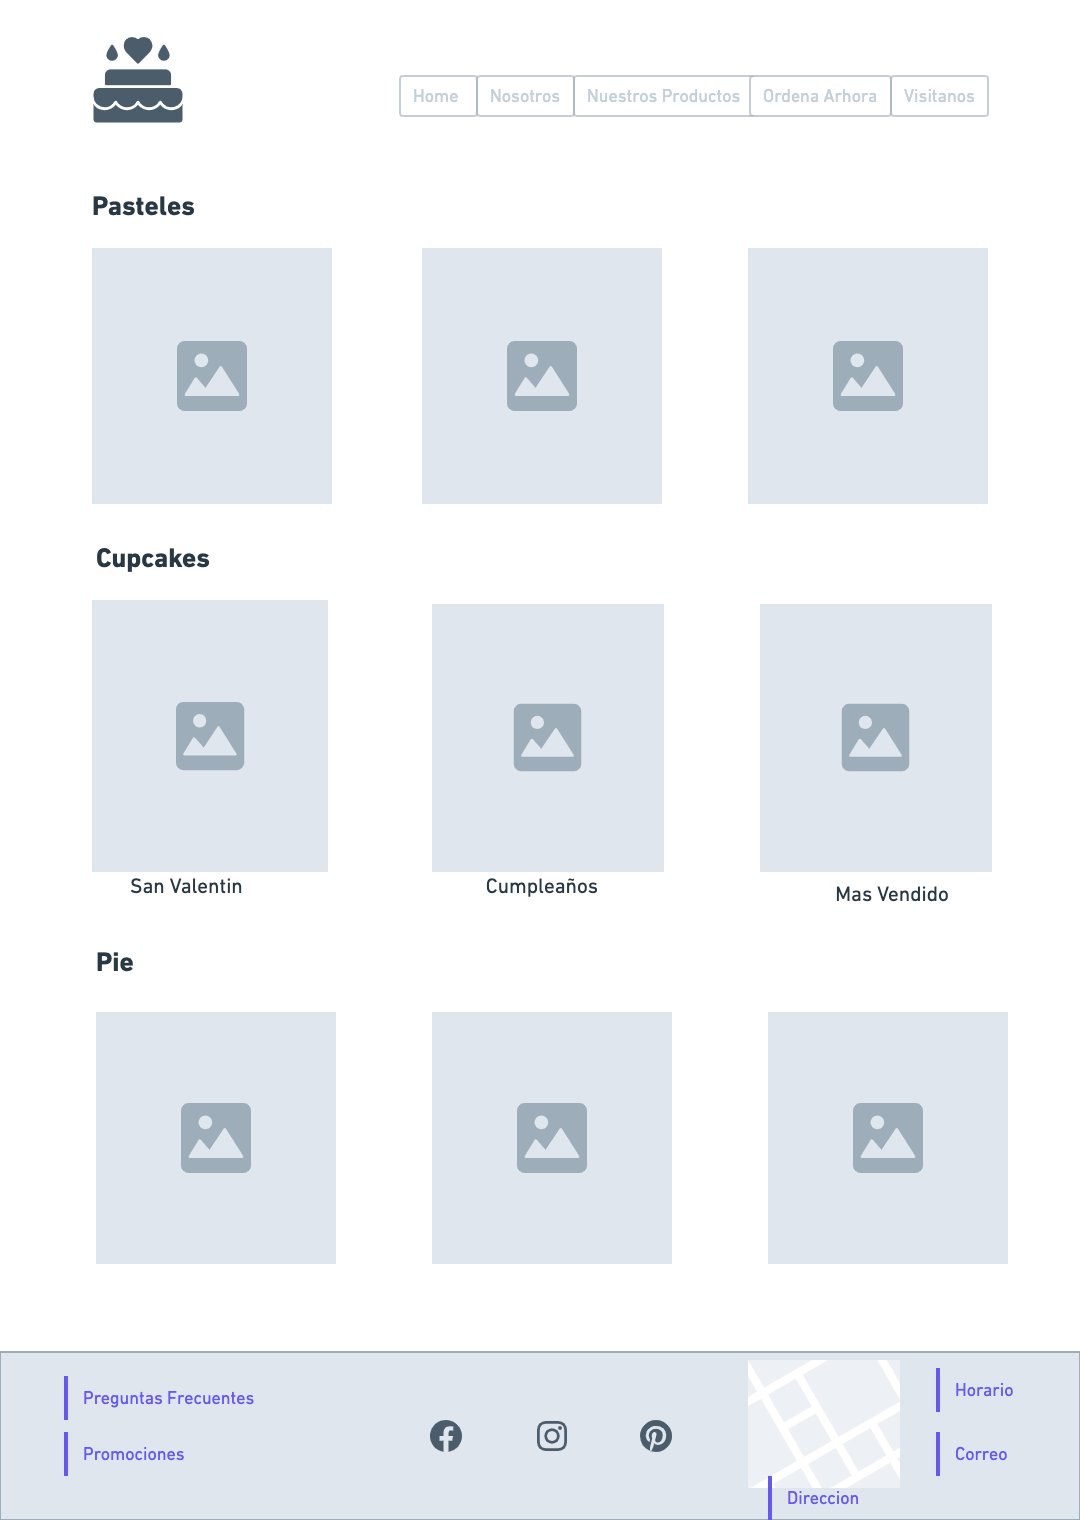 Home
Nosotros
Nuestros Productos
Ordena Arhora
Visitanos
Pasteles
Cupcakes
San Valentin
Cumpleaños
Mas Vendido
Pie
Preguntas Frecuentes
Promociones
Direccion
Horario
Correo